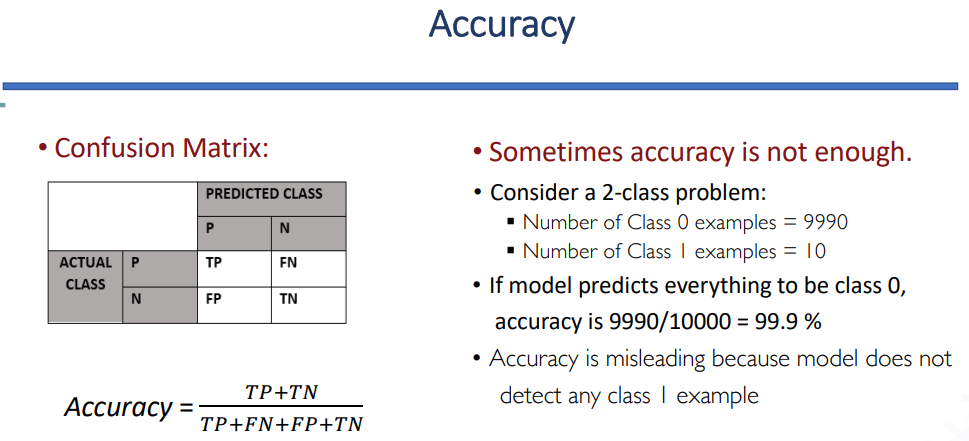 Accuracy
• Confusion Matrix:
PREDICTED CLASS
P N
ACTUAL CLASS P TP FN
N FP TN
Accuracy = TP+TN / TP+FN+FP+TN
• Sometimes accuracy is not enough.
• Consider a 2-class problem:
▪ Number of Class 0 examples = 9990
▪ Number of Class 1 examples = 10
• If model predicts everything to be class 0,
accuracy is 9990/10000 = 99.9 %
• Accuracy is misleading because model does not
detect any class 1 example